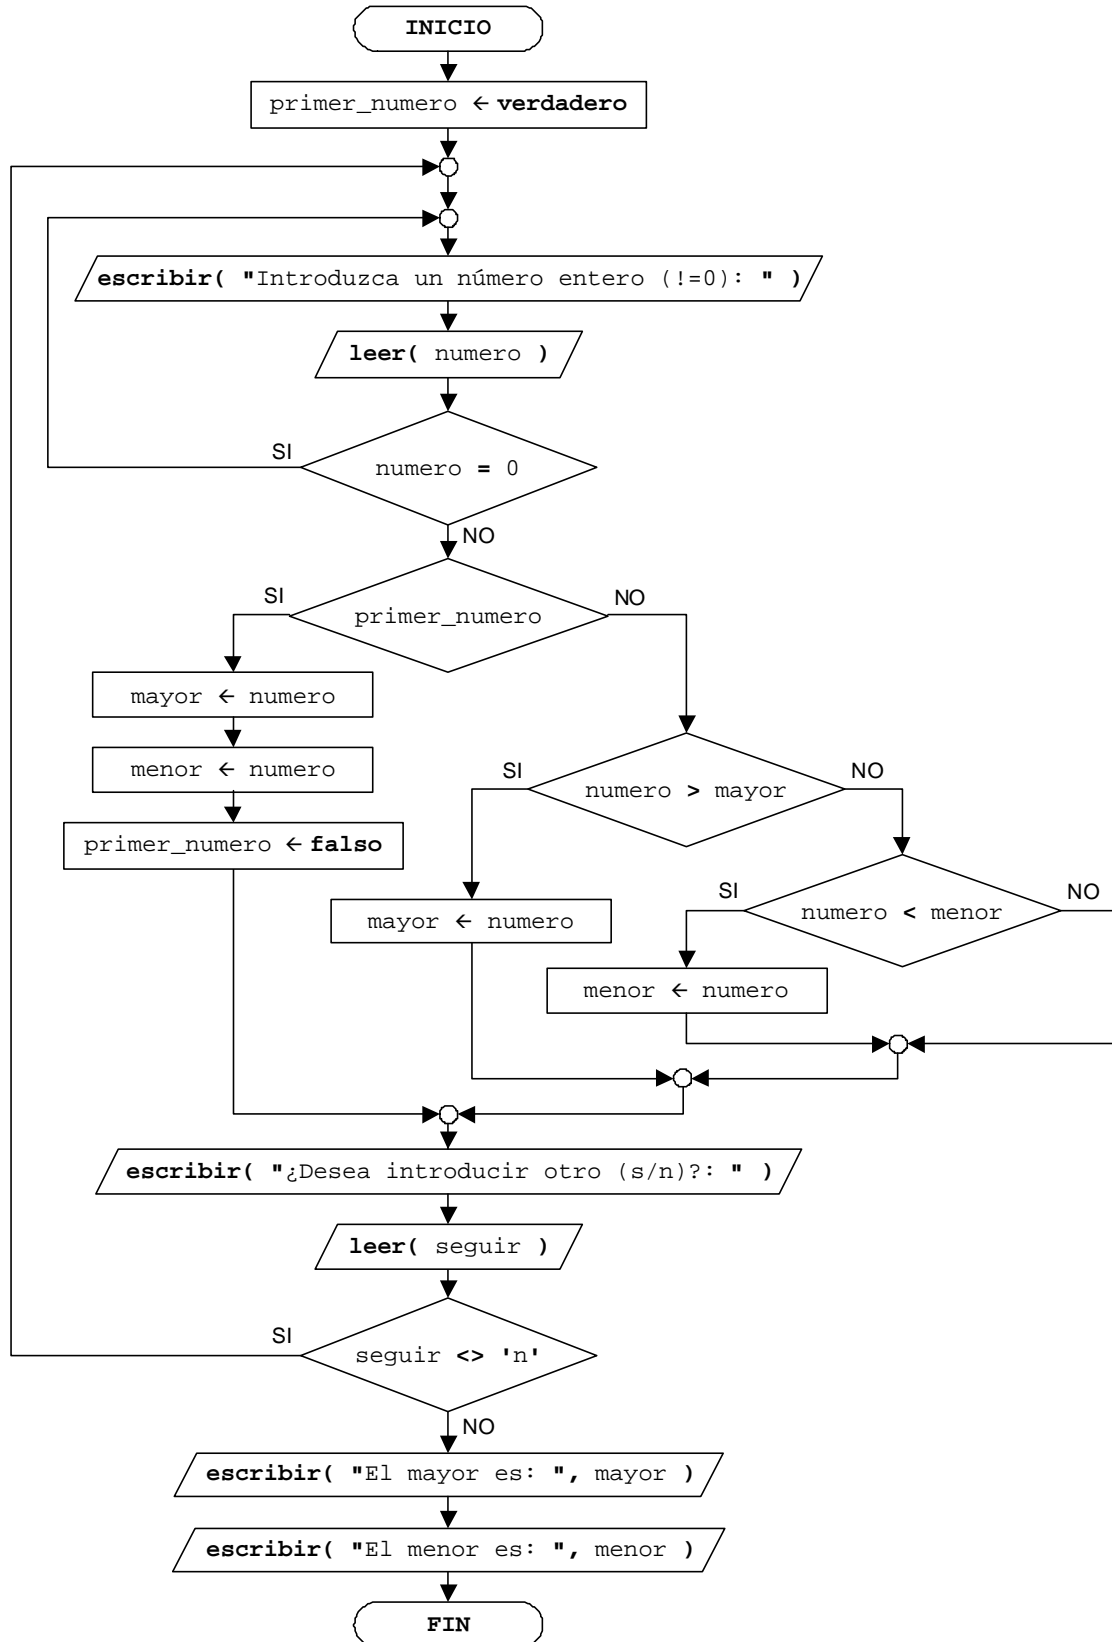 INICIO
primer_numero ← verdadero
escribir( "Introduzca un número entero (!=0): " )
leer( numero )
SI
numero = 0
NO
SI
primer_numero
NO
mayor ← numero
menor ← numero
primer_numero ← falso
SI
numero > mayor
NO
mayor ← numero
SI
numero < menor
NO
menor ← numero
escribir( "¿Desea introducir otro (s/n)?: " )
leer( seguir )
SI
seguir <> 'n'
NO
escribir( "El mayor es: ", mayor )
escribir( "El menor es: ", menor )
FIN